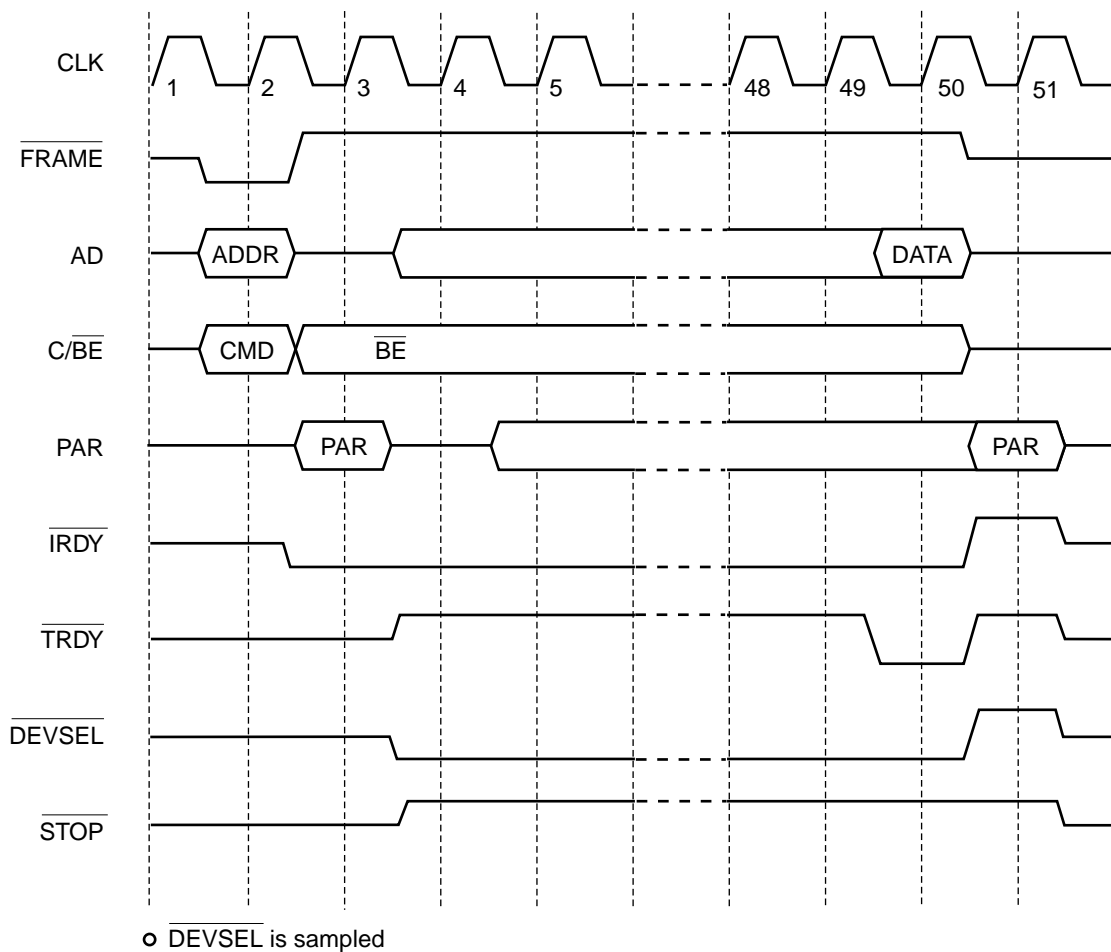 CLK
1 2 3 4 5 48 49 50 51
FRAME
AD ADDR DATA
C/BE CMD BE
PAR PAR PAR
IRDY
TRDY
DEVSEL
STOP
DEVSEL is sampled